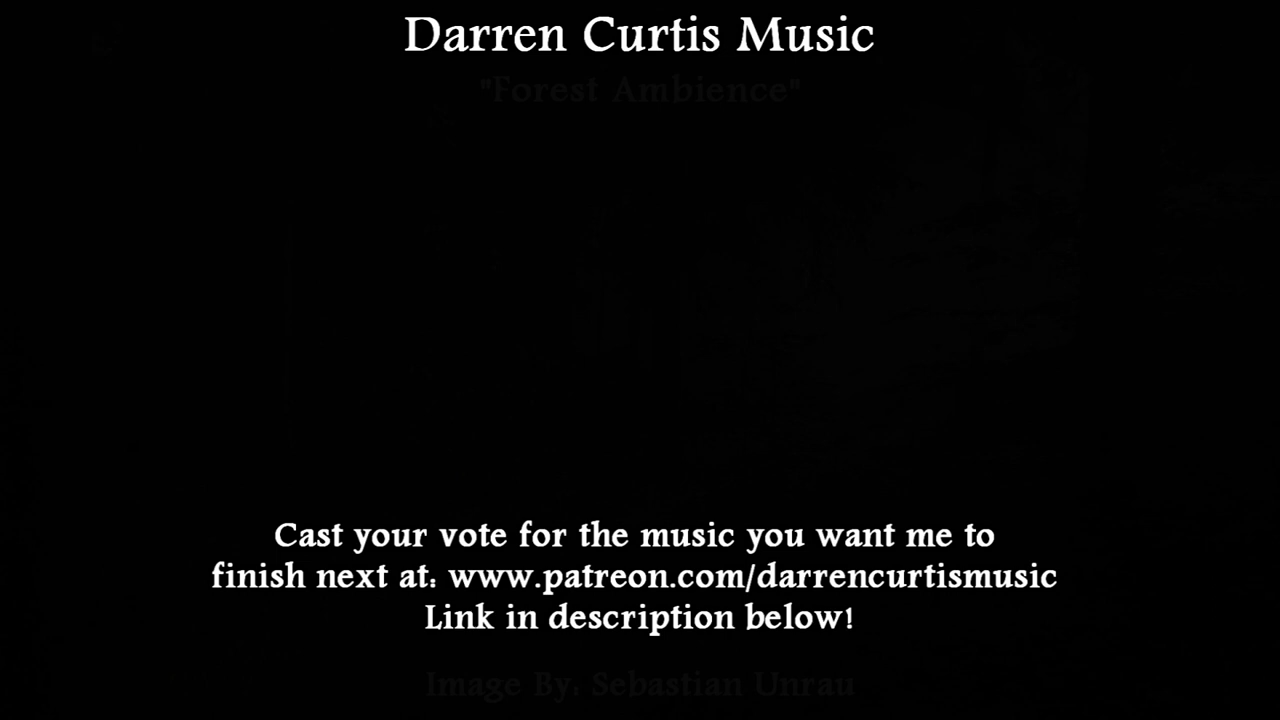 Darren Curtis Music
"Forest Ambience"
Cast your vote for the music you want me to
finish next at: www.patreon.com/darrencurtismusic
Link in description below!
Image By: Sebastian Unrau